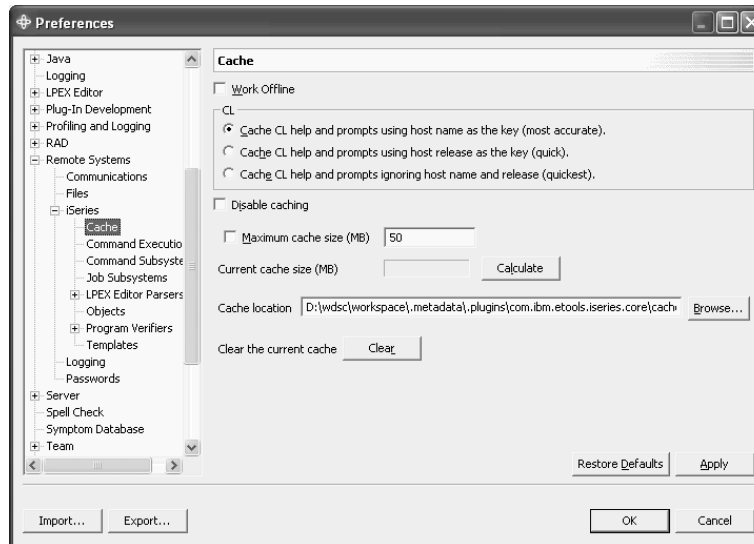 Preferences
Java
Logging
LPEX Editor
Plug-In Development
Profiling and Logging
RAD
Remote Systems
Communications
Files
iSeries
Cache
Command Executio
Command Subsyste
Job Subsystems
LPEX Editor Parsers
Objects
Program Verifiers
Templates
Logging
Passwords
Server
Spell Check
Symptom Database
Team
Cache
Work Offline
CL
Cache CL help and prompts using host name as the key (most accurate).
Cache CL help and prompts using host release as the key (quick).
Cache CL help and prompts ignoring host name and release (quickest).
Disable caching
Maximum cache size (MB) 50
Current cache size (MB) Calculate
Cache location D:\wdsc\workspace\.metadata\.plugins\com.ibm.etools.iseries.core\cach Browse...
Clear the current cache Clear
Restore Defaults Apply
Import... Export... OK Cancel